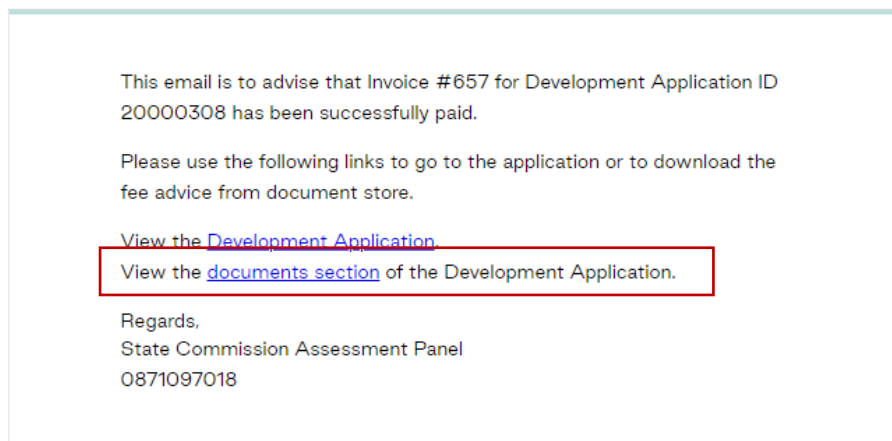 This email is to advise that Invoice #657 for Development Application ID
20000308 has been successfully paid.
Please use the following links to go to the application or to download the
fee advice from document store.
View the Development Application.
View the documents section of the Development Application.
Regards,
State Commission Assessment Panel
0871097018